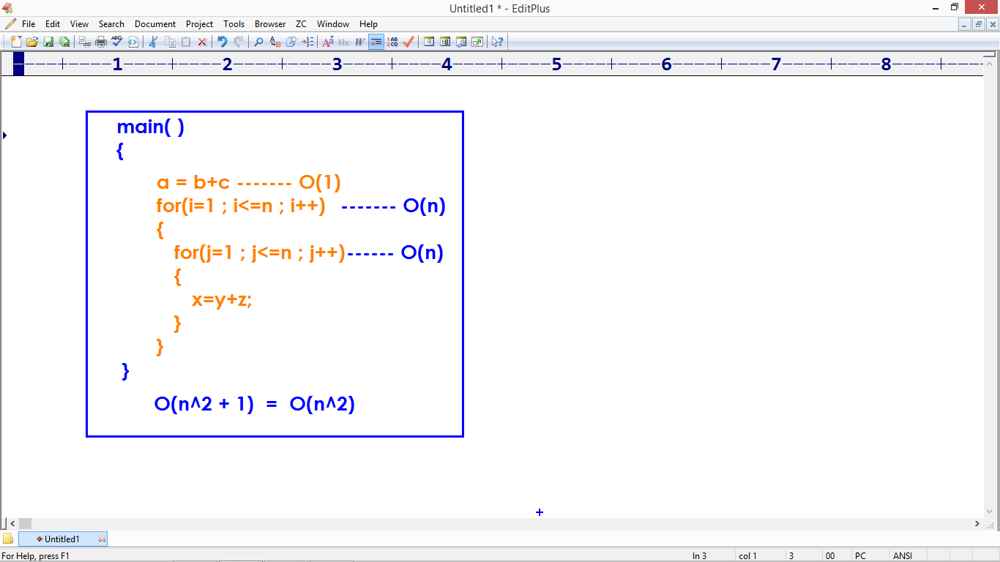 Untitled1 * - EditPlus
File Edit View Search Document Project Tools Browser ZC Window Help
1 2 3 4 5 6 7 8
main( )
{
a = b+c ------- O(1)
for(i=1 ; i<=n ; i++) ------- O(n)
{
for(j=1 ; j<=n ; j++)------ O(n)
{
x=y+z;
}
}
}
O(n^2 + 1) = O(n^2)
Untitled1
For Help, press F1 ln 3 col 1 3 00 PC ANSI